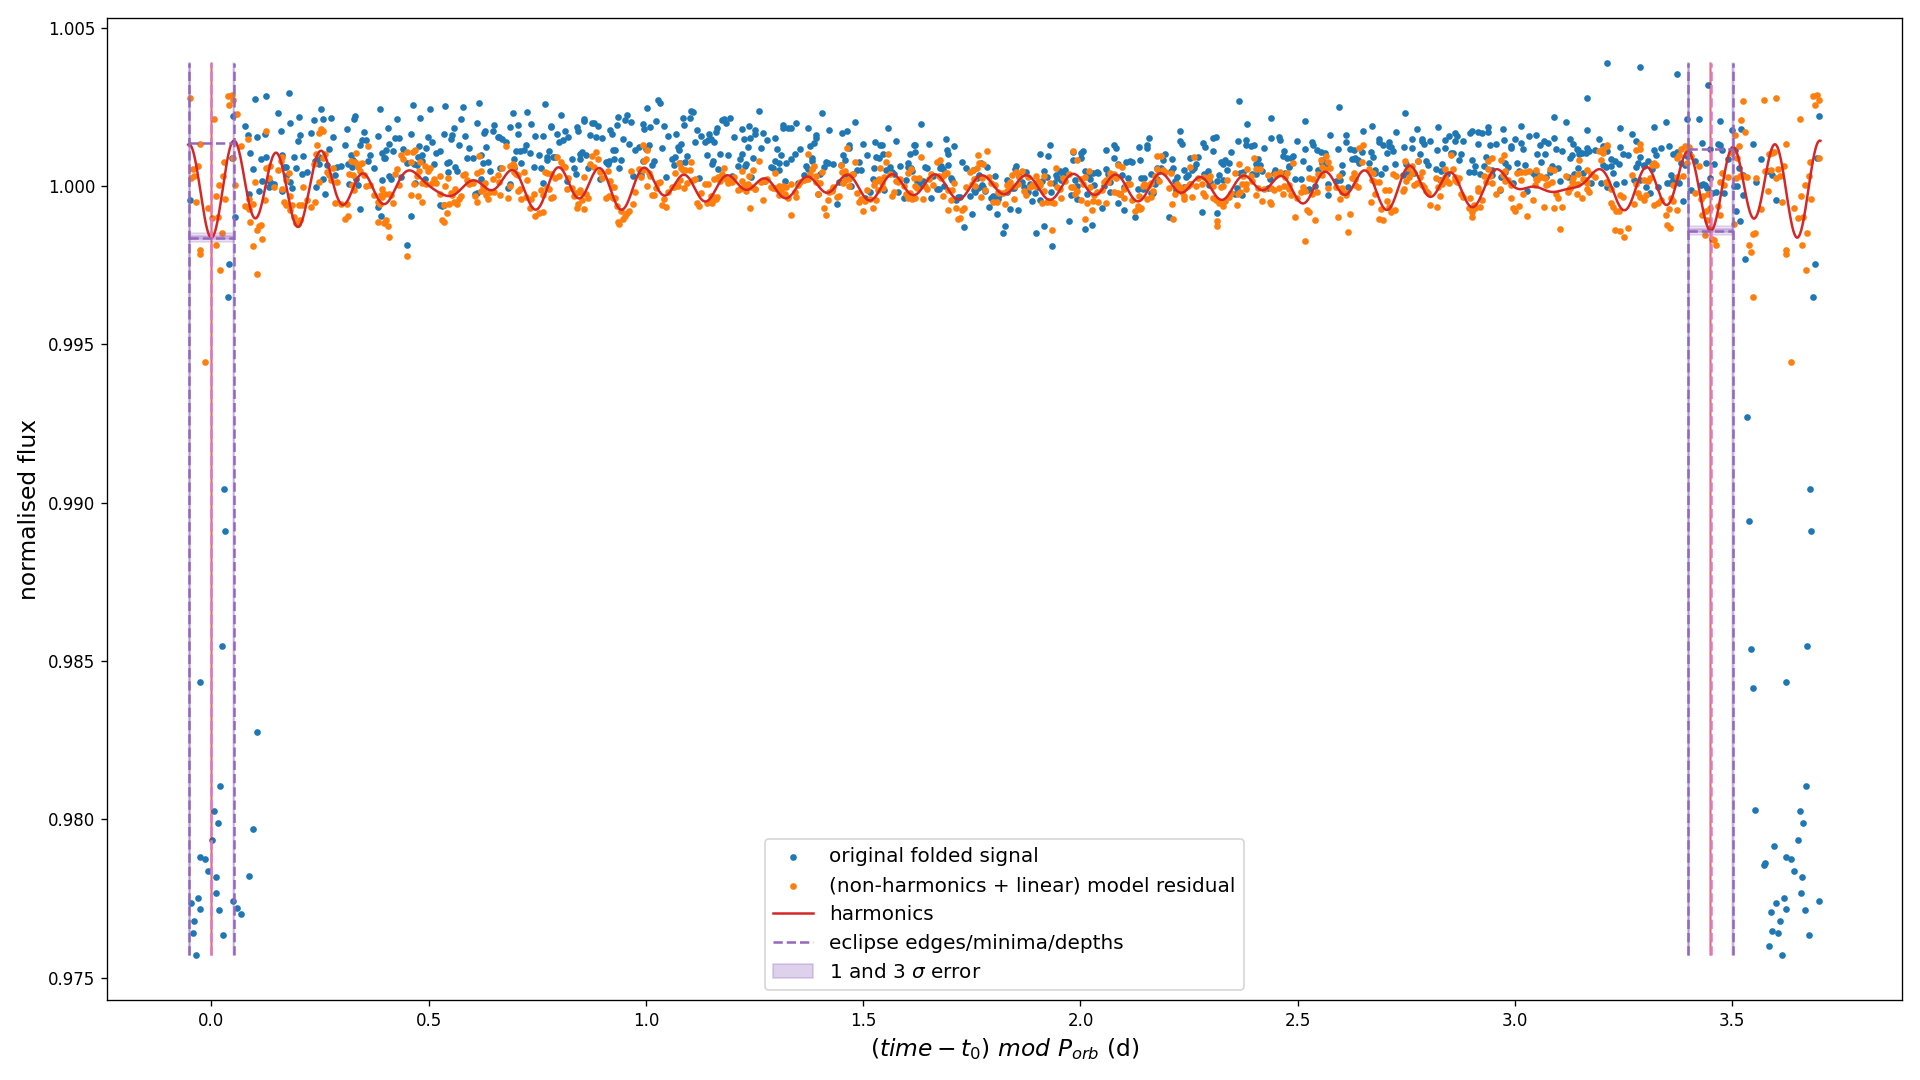 1.005
1.000
0.995
0.990
0.985
0.980
0.975
normalised flux
original folded signal
(non-harmonics + linear) model residual
harmonics
eclipse edges/minima/depths
1 and 3 σ error
0.0 0.5 1.0 1.5 2.0 2.5 3.0 3.5
(time − t₀) mod Pₒᵣb (d)